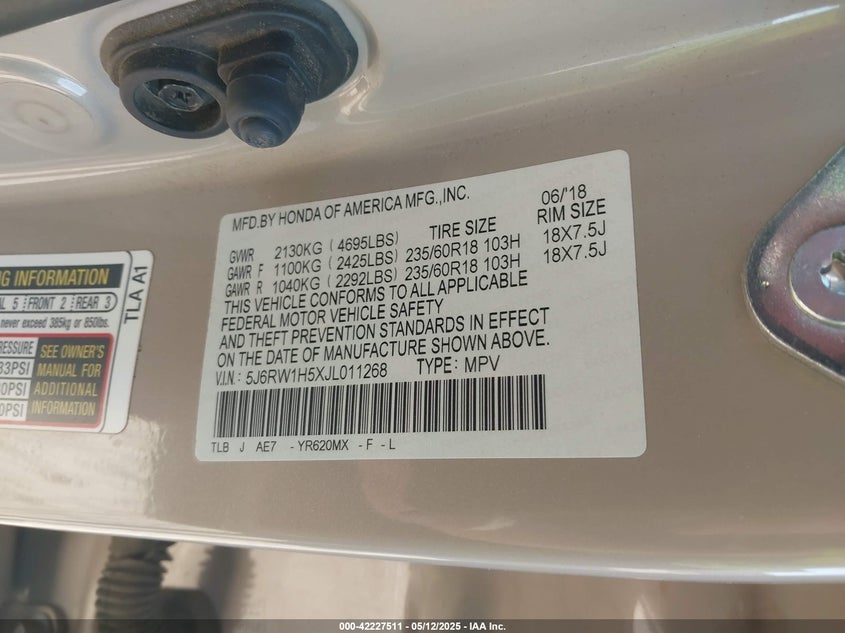 MFD.BY HONDA OF AMERICA MFG.,INC. 06/'18
GVWR 2130KG (4695LBS) TIRE SIZE RIM SIZE
GAWR F 1100KG (2425LBS) 235/60R18 103H 18X7.5J
GAWR R 1040KG (2292LBS) 235/60R18 103H 18X7.5J
THIS VEHICLE CONFORMS TO ALL APPLICABLE
FEDERAL MOTOR VEHICLE SAFETY
AND THEFT PREVENTION STANDARDS IN EFFECT
ON THE DATE OF MANUFACTURE SHOWN ABOVE.
V.I.N.: 5J6RW1H5XJL011268 TYPE: MPV
TLB J AE7 -YR620MX -F -L
INFORMATION
5 FRONT 2 REAR 3
never exceed 385kg or 850lbs.
SEE OWNER'S
33PSI MANUAL FOR
ADDITIONAL
INFORMATION
TLA A1
000-42227511 — 05/12/2025 — IAA Inc.